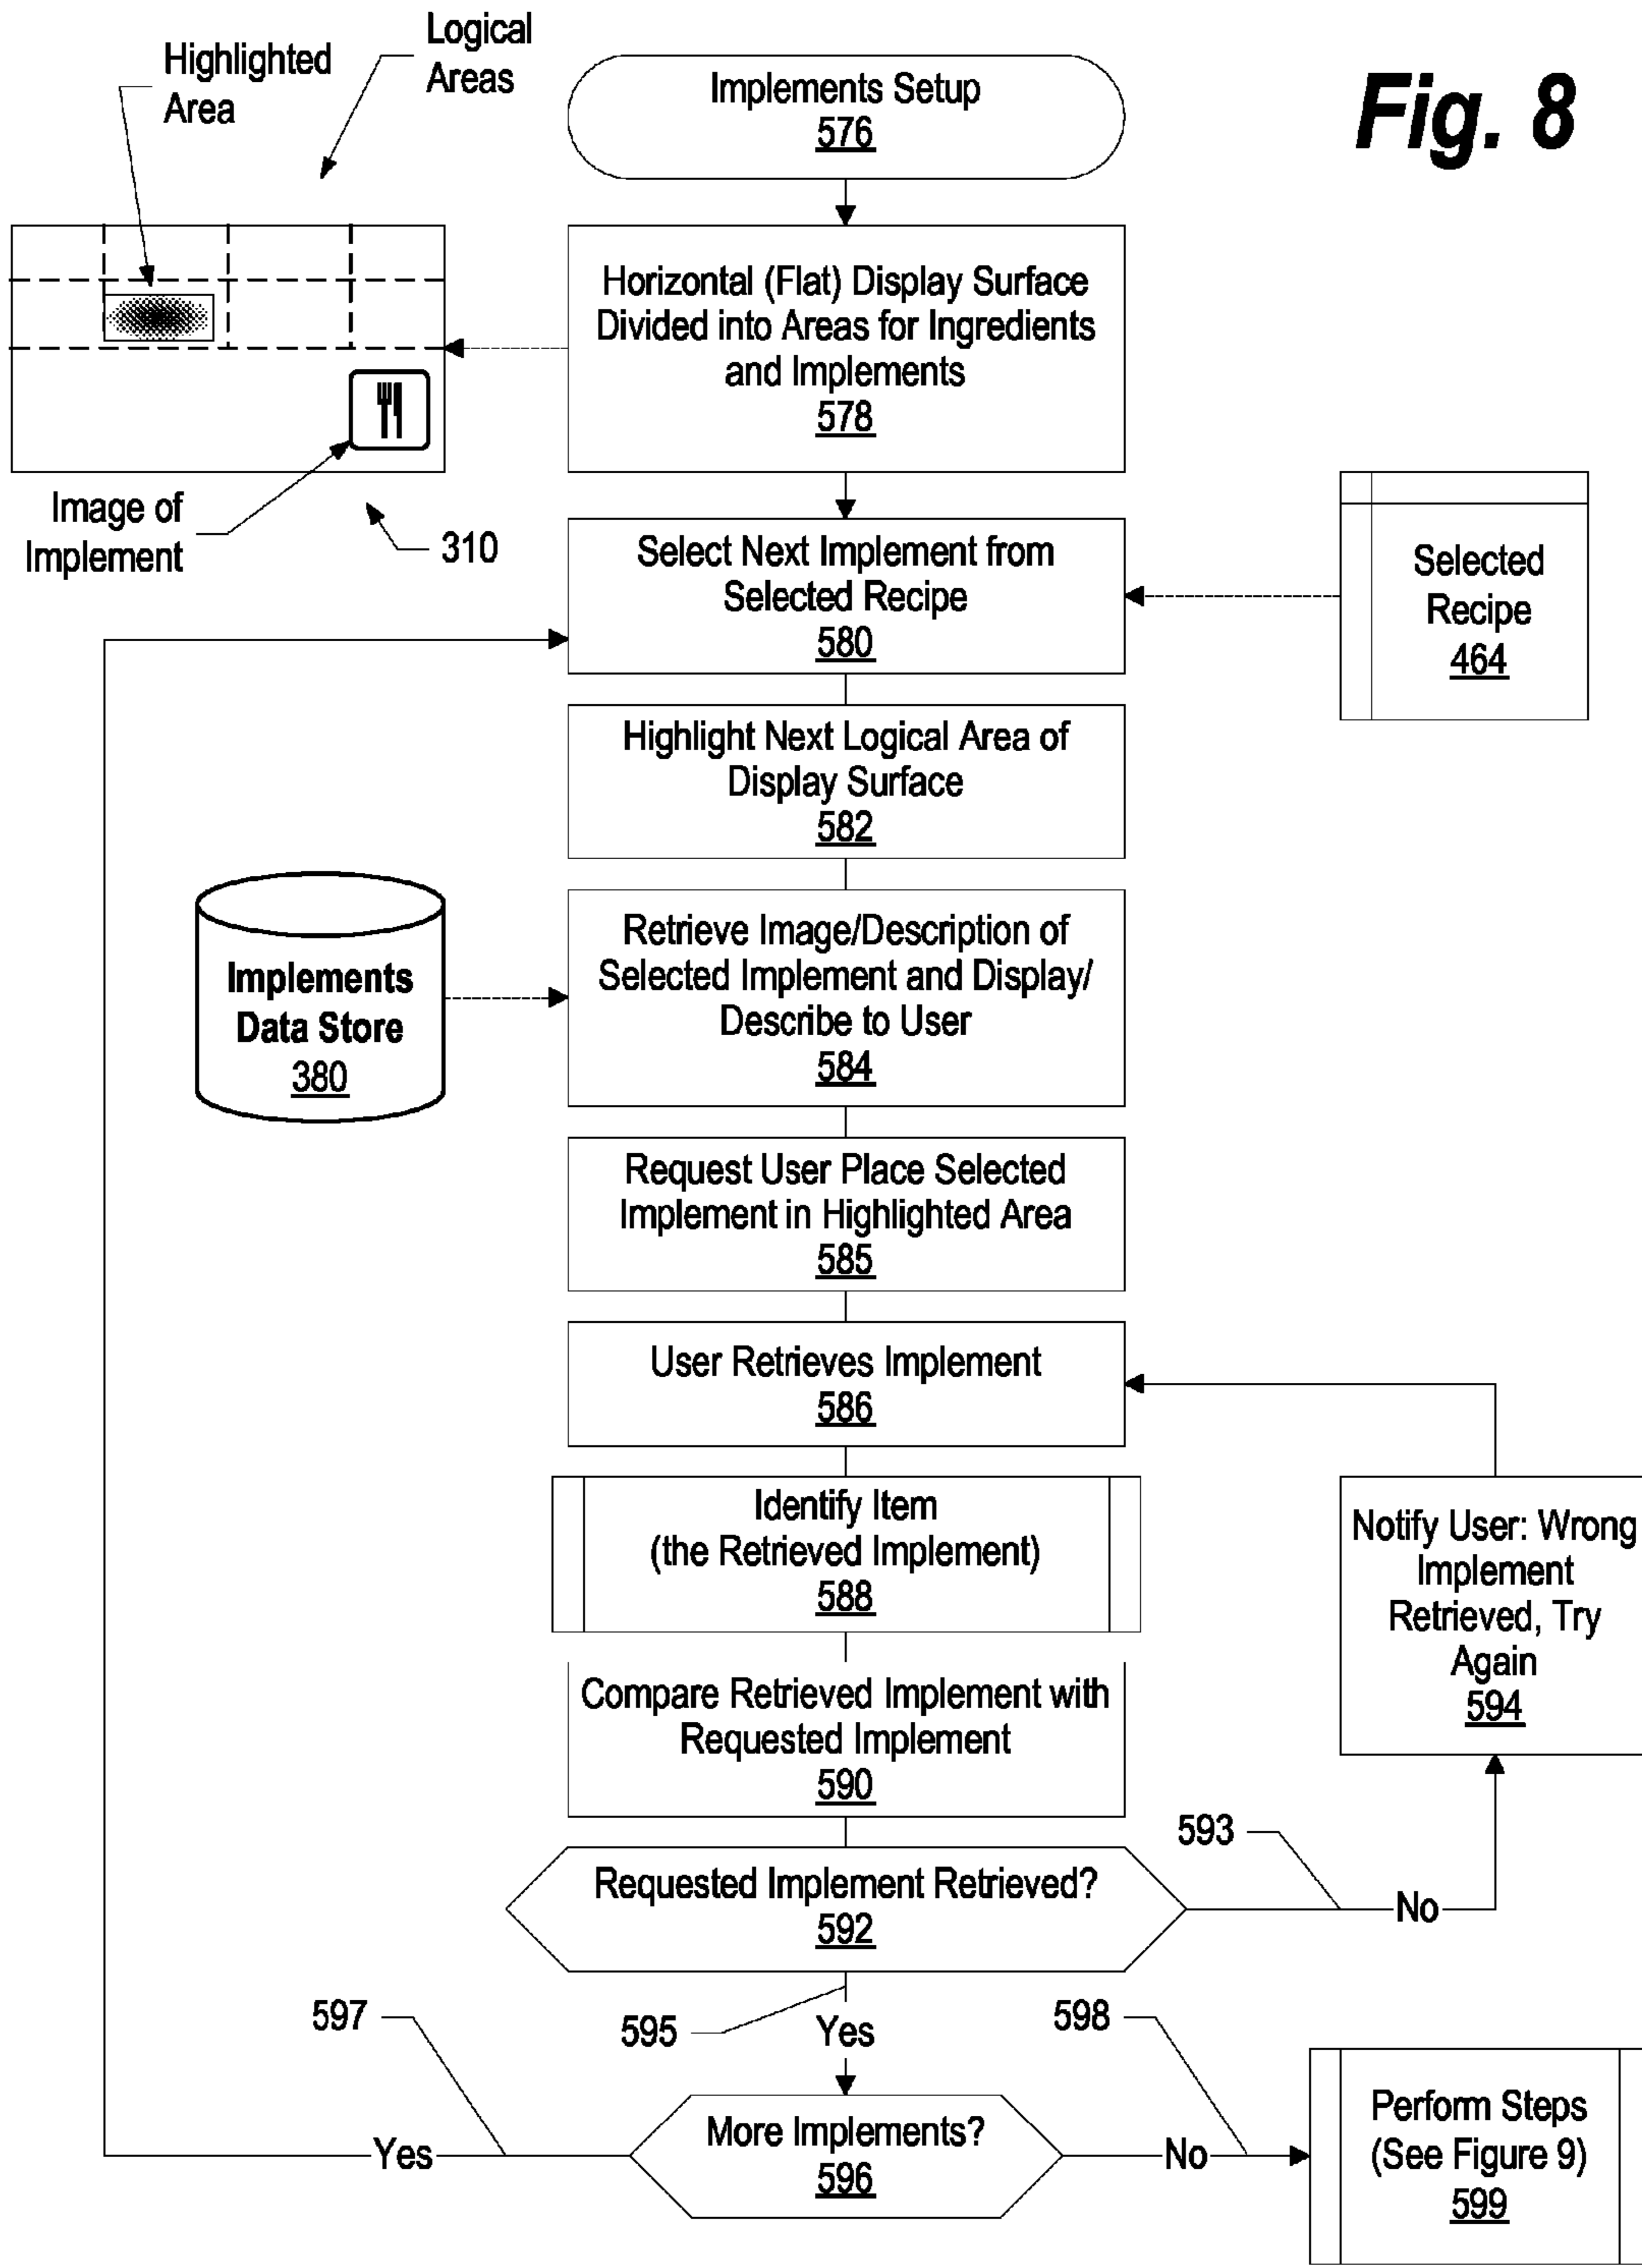 Fig. 8
Highlighted
Area
Logical
Areas
Implements Setup
576
Horizontal (Flat) Display Surface
Divided into Areas for Ingredients
and Implements
578
Image of
Implement
310
Select Next Implement from
Selected Recipe
580
Selected
Recipe
464
Highlight Next Logical Area of
Display Surface
582
Implements
Data Store
380
Retrieve Image/Description of
Selected Implement and Display/
Describe to User
584
Request User Place Selected
Implement in Highlighted Area
585
User Retrieves Implement
586
Identify Item
(the Retrieved Implement)
588
Notify User: Wrong
Implement
Retrieved, Try
Again
594
Compare Retrieved Implement with
Requested Implement
590
593
Requested Implement Retrieved?
592
No
597
595
Yes
598
Yes
More Implements?
596
No
Perform Steps
(See Figure 9)
599